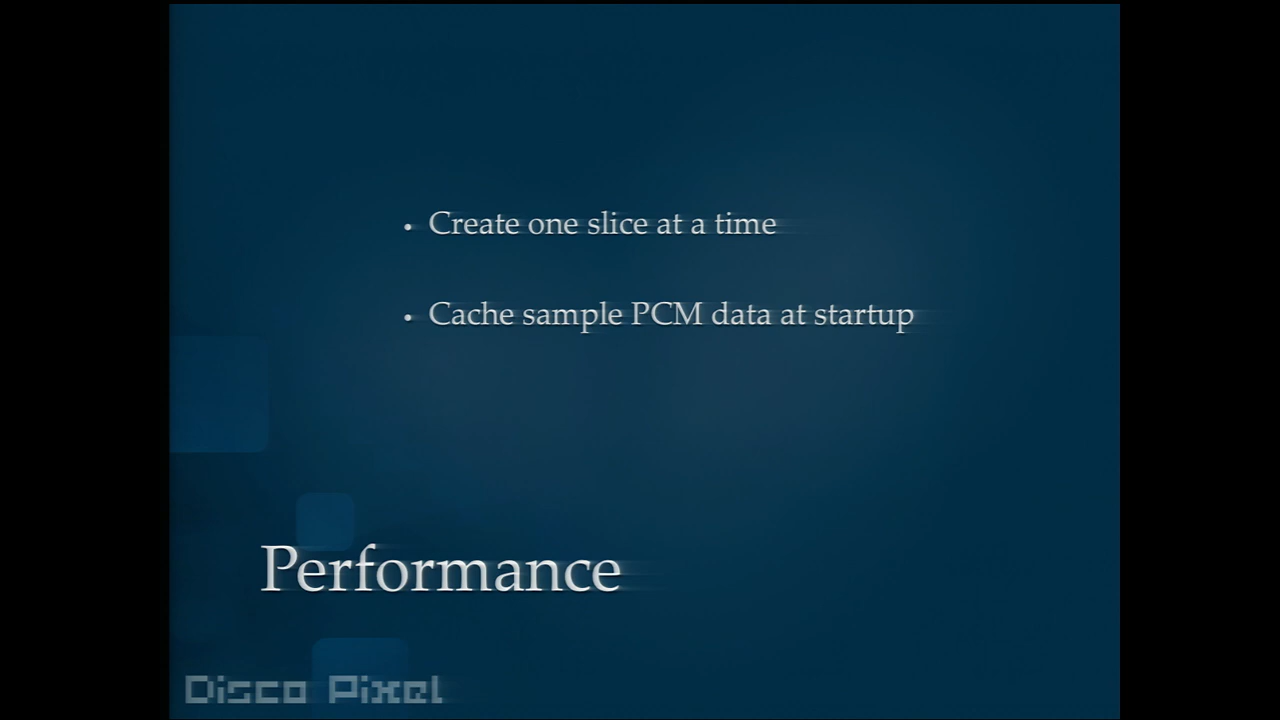 • Create one slice at a time
• Cache sample PCM data at startup
Performance
Disco Pixel